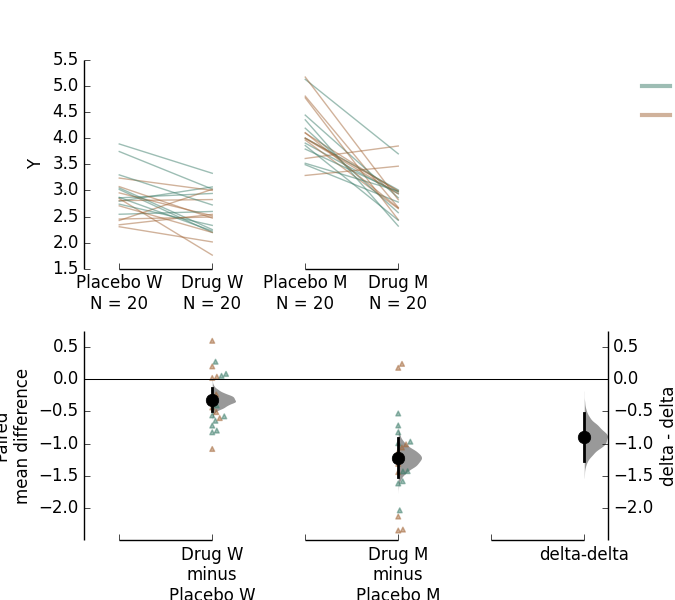 5.5
5.0
4.5
4.0
3.5
3.0
2.5
2.0
1.5
Y
Placebo W
N = 20
Drug W
N = 20
Placebo M
N = 20
Drug M
N = 20
0.5
0.0
−0.5
−1.0
−1.5
−2.0
Paired
mean difference
0.5
0.0
−0.5
−1.0
−1.5
−2.0
delta - delta
Drug W
minus
Placebo W
Drug M
minus
Placebo M
delta-delta